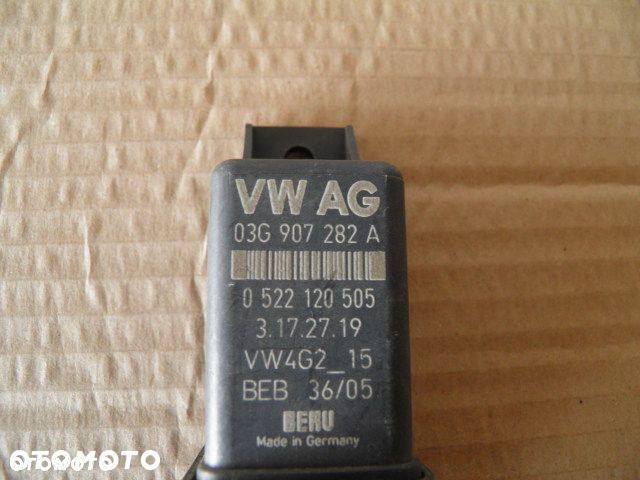 VW AG
03G 907 282 A
0 522 120 505
3.17.27.19
VW4G2_15
BEB 36/05
BERU
Made in Germany
OTOMOTO
OTOMOTO